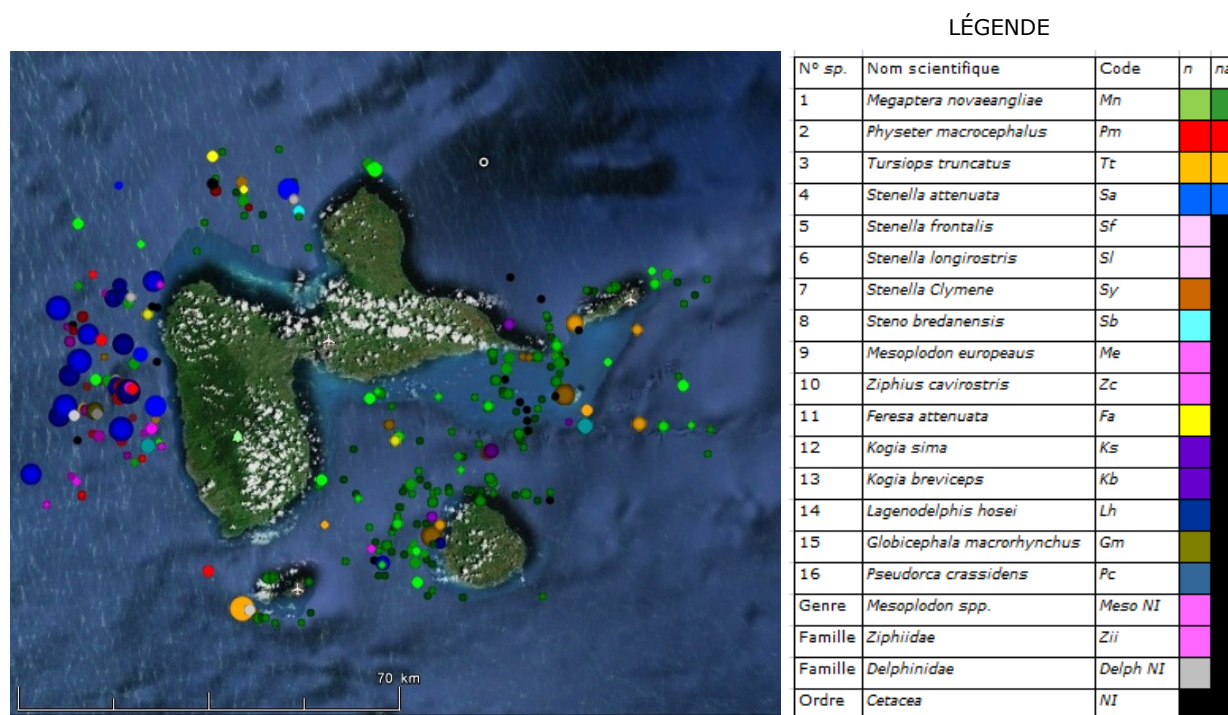 LÉGENDE
N° sp. Nom scientifique Code n na
1 Megaptera novaeangliae Mn
2 Physeter macrocephalus Pm
3 Tursiops truncatus Tt
4 Stenella attenuata Sa
5 Stenella frontalis Sf
6 Stenella longirostris Sl
7 Stenella Clymene Sy
8 Steno bredanensis Sb
9 Mesoplodon europeaus Me
10 Ziphius cavirostris Zc
11 Feresa attenuata Fa
12 Kogia sima Ks
13 Kogia breviceps Kb
14 Lagenodelphis hosei Lh
15 Globicephala macrorhynchus Gm
16 Pseudorca crassidens Pc
Genre Mesoplodon spp. Meso NI
Famille Ziphiidae Zii
Famille Delphinidae Delph NI
Ordre Cetacea NI
70 km